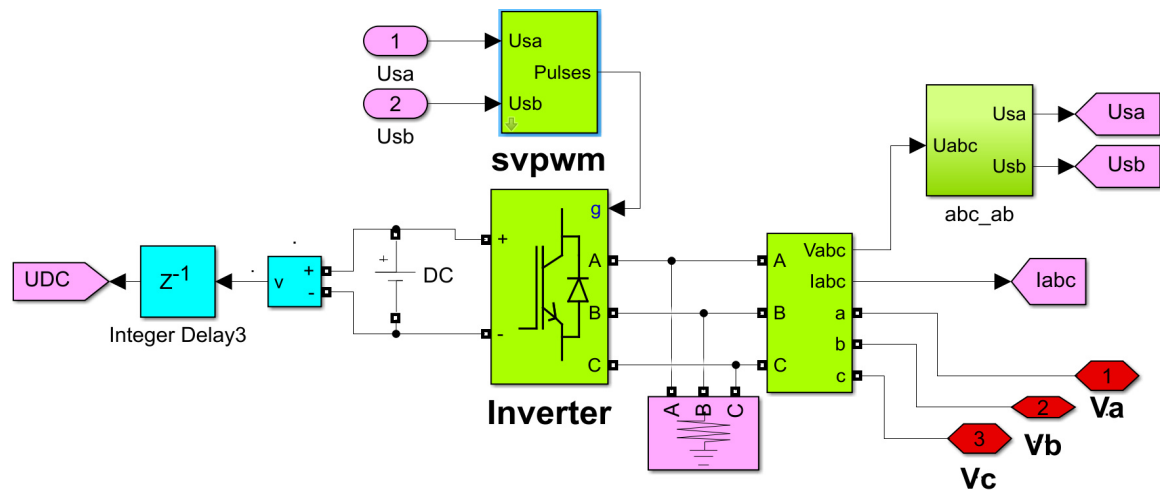 1
Usa
2
Usb
Usa
Usb
Pulses
svpwm
Uabc
Usa
Usb
abc_ab
Usa
Usb
UDC
Z-1
Integer Delay3
v
+
-
+
DC
+
-
g
A
B
C
Inverter
A
B
C
A
B
C
Vabc
Iabc
a
b
c
Iabc
1
Va
2
Vb
3
Vc